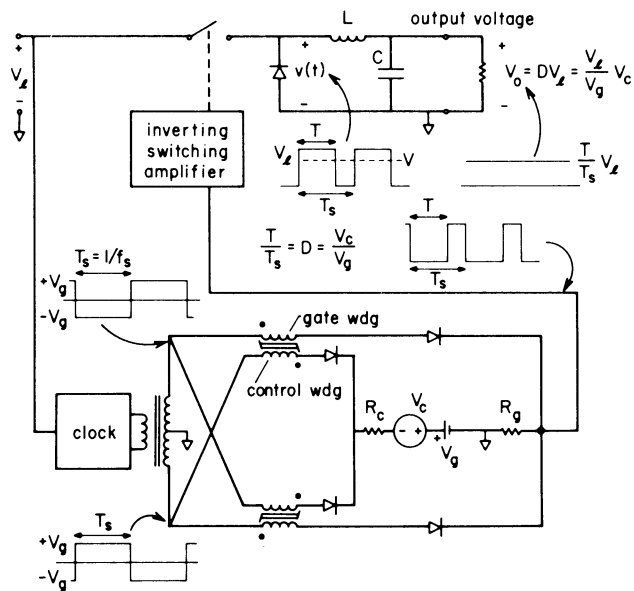 L
output voltage
+
+
+
V_ℓ
v(t)
C
V_o = DV_ℓ = V_ℓ/V_g V_c
-
-
-
inverting
switching
amplifier
T
V_ℓ
V
T/T_s V_ℓ
T_s
T/T_s = D = V_c/V_g
T
T_s
T_s = 1/f_s
+V_g
-V_g
gate wdg
control wdg
clock
R_c
V_c
R_g
- +
+
V_g
T_s
+V_g
-V_g